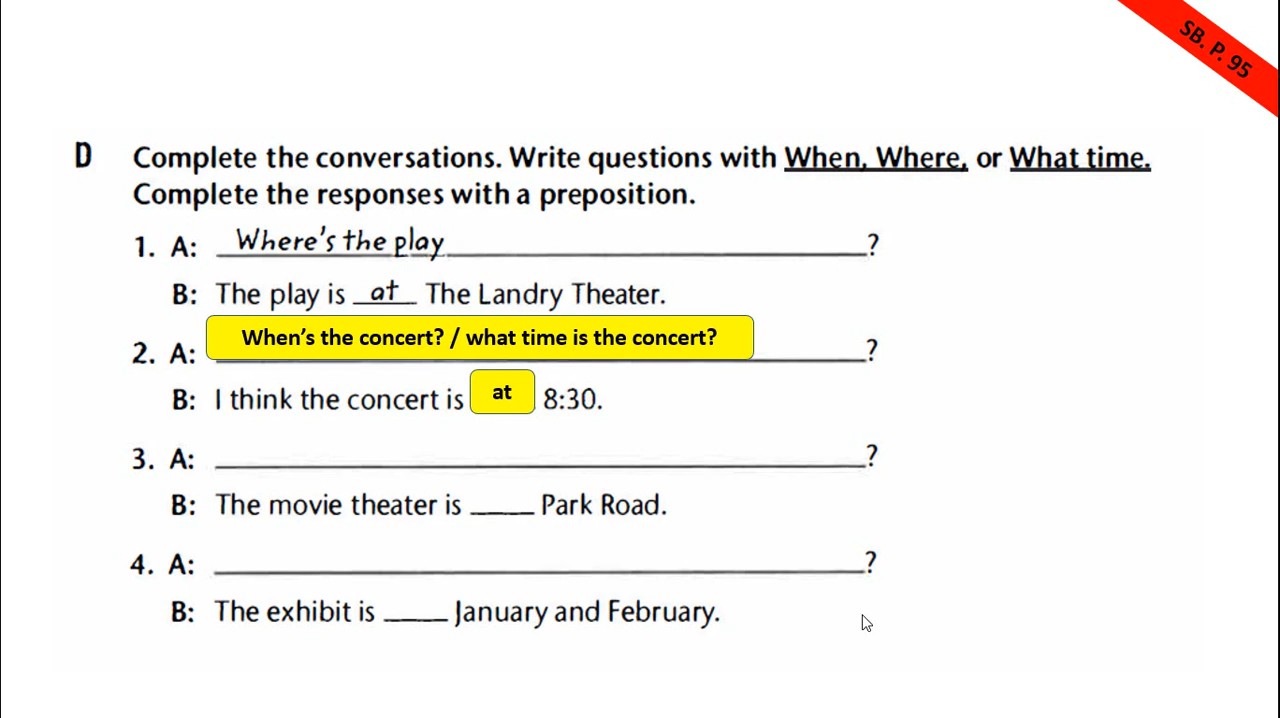 SB. P. 95
D Complete the conversations. Write questions with When, Where, or What time.
Complete the responses with a preposition.
1. A: Where's the play ?
B: The play is at The Landry Theater.
2. A: When's the concert? / what time is the concert? ?
B: I think the concert is at 8:30.
3. A: ?
B: The movie theater is ____ Park Road.
4. A: ?
B: The exhibit is ____ January and February.